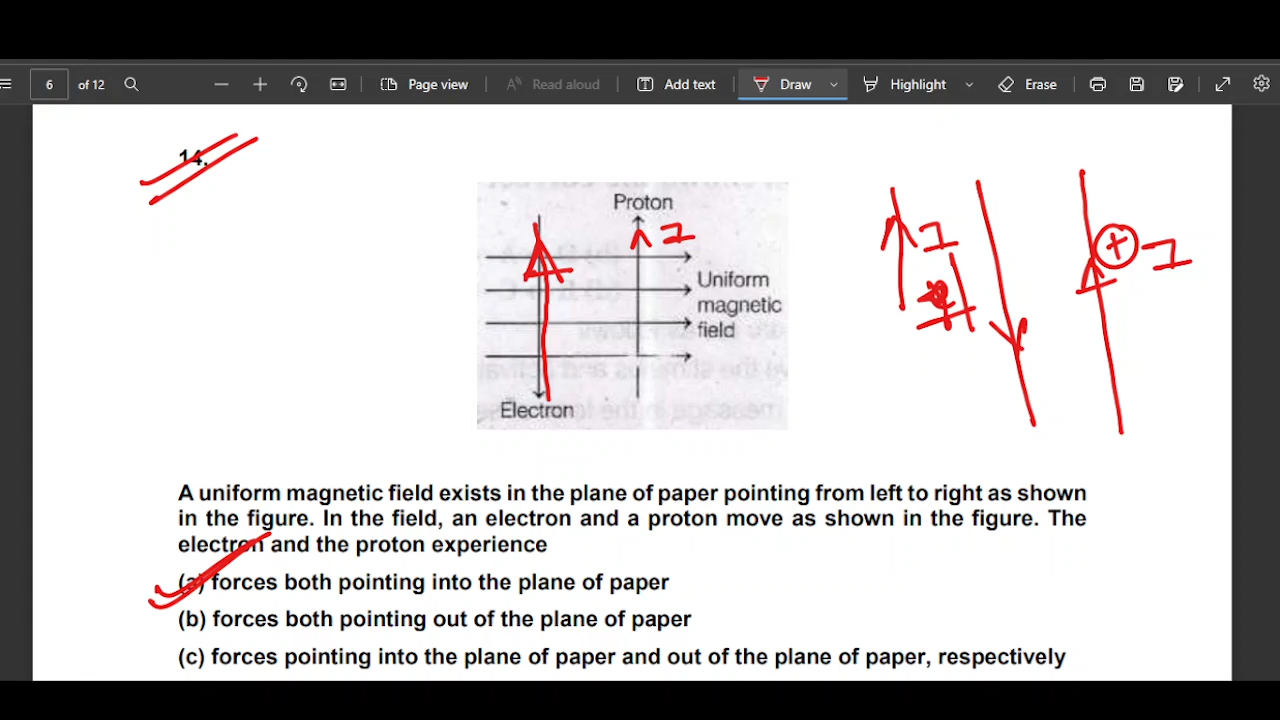 6 of 12 Page view Read aloud Add text Draw Highlight Erase
14.
Proton
I
Uniform
magnetic
field
Electron
I
+ I
A uniform magnetic field exists in the plane of paper pointing from left to right as shown
in the figure. In the field, an electron and a proton move as shown in the figure. The
electron and the proton experience
(a) forces both pointing into the plane of paper
(b) forces both pointing out of the plane of paper
(c) forces pointing into the plane of paper and out of the plane of paper, respectively